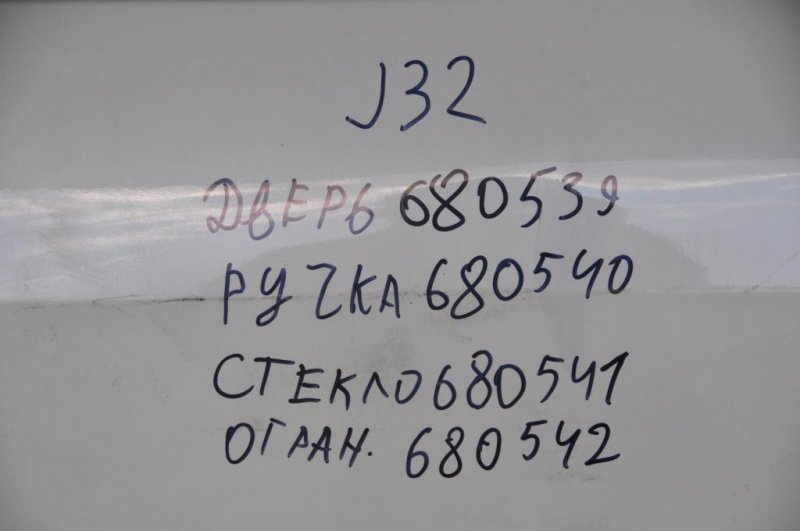 J32
ДВЕРЬ 680539
РУЧКА 680540
СТЕКЛО 680541
ОГРАН. 680542